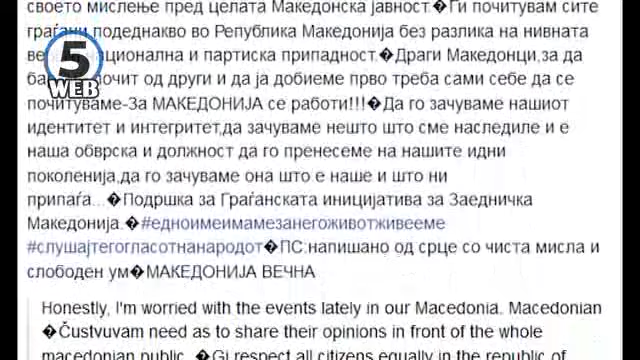 своето мислење пред целата Македонска јавност.�Ги почитувам сите
граѓани подеднакво во Република Македонија без разлика на нивната
национална и партиска припадност.�Драги Македонци,за да
почит од други и да ја добиеме прво треба сами себе да се
почитуваме-За МАКЕДОНИЈА се работи!!!�Да го зачуваме нашиот
идентитет и интегритет,да зачуваме нешто што сме наследиле и е
наша обврска и должност да го пренесеме на нашите идни
поколенија,да го зачуваме она што е наше и што ни
припаѓа...�Подршка за Граѓанската иницијатива за Заедничка
Македонија.�#едноимеимамезанегоживотживееме
#слушајтегогласотнанародот�ПС:напишано од срце со чиста мисла и
слободен ум�МАКЕДОНИЈА ВЕЧНА
Honestly, I'm worried with the events lately in our Macedonia. Macedonian
�Čustvuvam need as to share their opinions in front of the whole
macedonian public. �Gi respect all citizens equally in the republic of
5
WEB